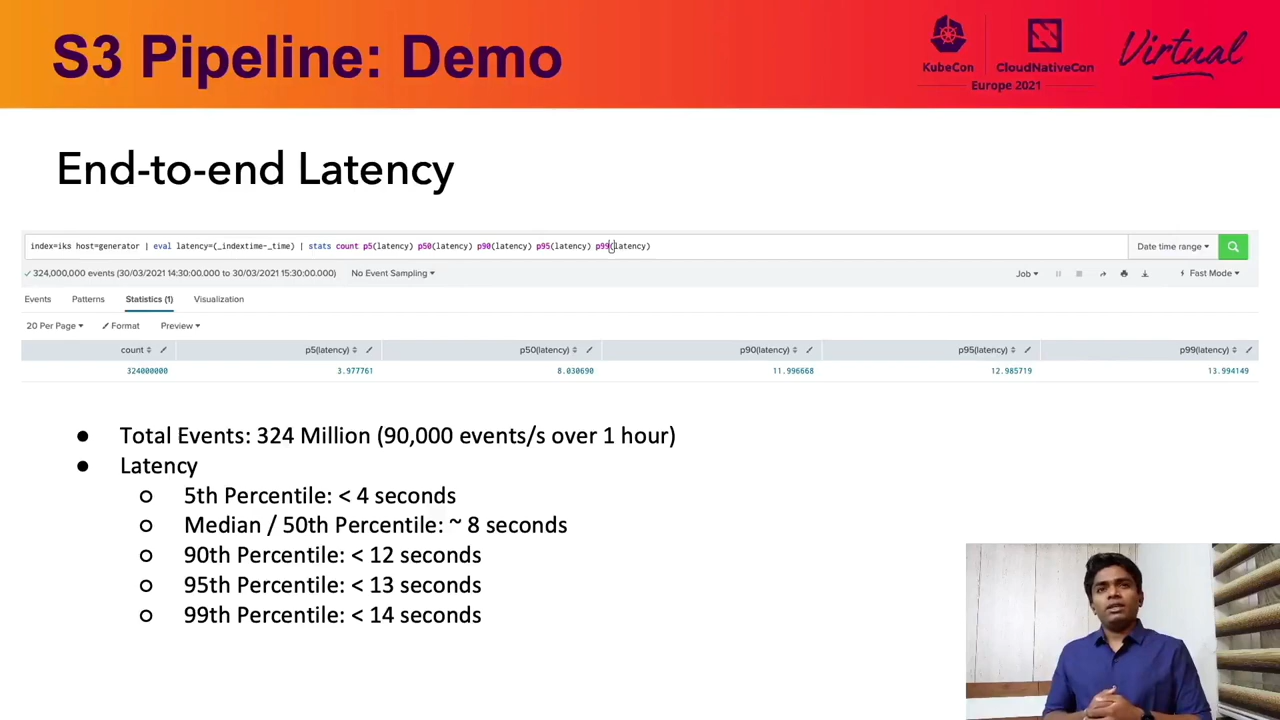 S3 Pipeline: Demo
KubeCon
CloudNativeCon
Europe 2021
Virtual
End-to-end Latency
index=iks host=generator | eval latency=(_indextime-_time) | stats count p5(latency) p50(latency) p90(latency) p95(latency) p99(latency)
Date time range
324,000,000 events (30/03/2021 14:30:00.000 to 30/03/2021 15:30:00.000)
No Event Sampling
Job
Fast Mode
Events
Patterns
Statistics (1)
Visualization
20 Per Page
Format
Preview
count
p5(latency)
p50(latency)
p90(latency)
p95(latency)
p99(latency)
324000000
3.977761
8.030690
11.996668
12.985719
13.994149
● Total Events: 324 Million (90,000 events/s over 1 hour)
● Latency
○ 5th Percentile: < 4 seconds
○ Median / 50th Percentile: ~ 8 seconds
○ 90th Percentile: < 12 seconds
○ 95th Percentile: < 13 seconds
○ 99th Percentile: < 14 seconds